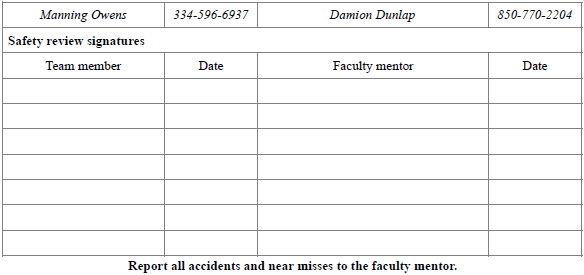 Manning Owens 334-596-6937 Damion Dunlap 850-770-2204
Safety review signatures
Team member Date Faculty mentor Date
Report all accidents and near misses to the faculty mentor.